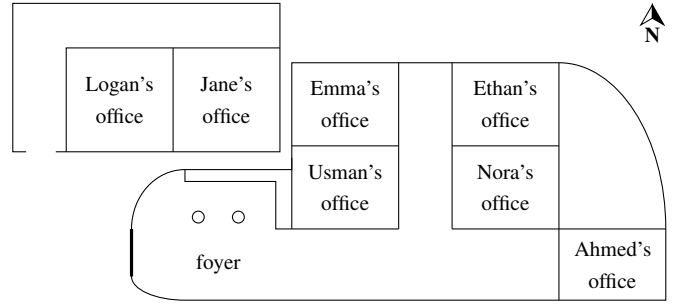 N
Logan's
office
Jane's
office
Emma's
office
Ethan's
office
Usman's
office
Nora's
office
foyer
Ahmed's
office